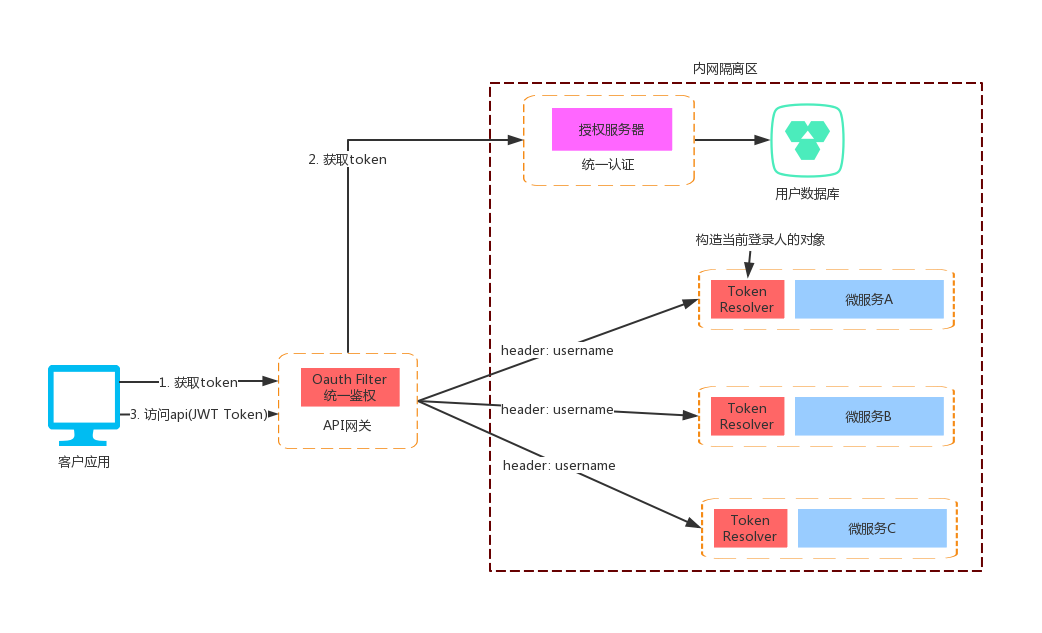 内网隔离区
授权服务器
统一认证
2. 获取token
用户数据库
构造当前登录人的对象
Token
Resolver
微服务A
header: username
Oauth Filter
统一鉴权
API网关
1. 获取token
3. 访问api(JWT Token)
客户应用
header: username
Token
Resolver
微服务B
header: username
Token
Resolver
微服务C